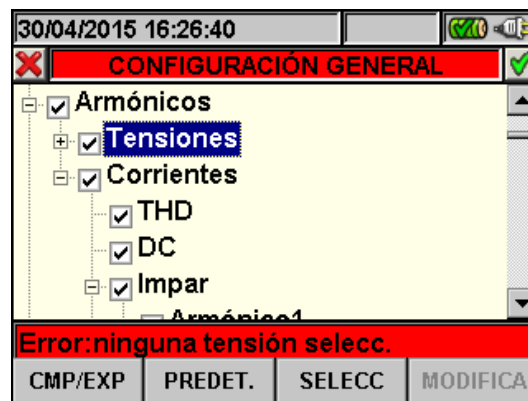 30/04/2015 16:26:40
CONFIGURACIÓN GENERAL
Armónicos
Tensiones
Corrientes
THD
DC
Impar
Armónico1
Error:ninguna tensión selecc.
CMP/EXP PREDET. SELECC MODIFICA